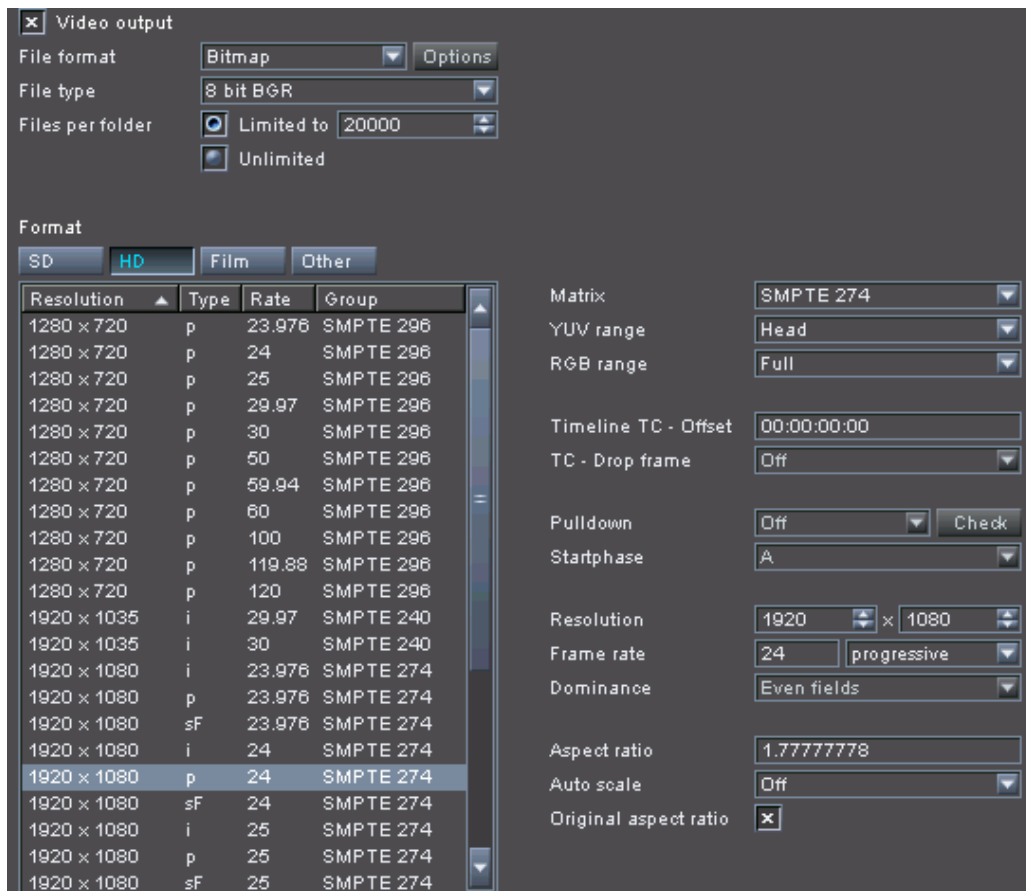 Video output
File format Bitmap Options
File type 8 bit BGR
Files per folder Limited to 20000
Unlimited
Format
SD HD Film Other
Resolution Type Rate Group
1280 x 720 p 23.976 SMPTE 296
1280 x 720 p 24 SMPTE 296
1280 x 720 p 25 SMPTE 296
1280 x 720 p 29.97 SMPTE 296
1280 x 720 p 30 SMPTE 296
1280 x 720 p 50 SMPTE 296
1280 x 720 p 59.94 SMPTE 296
1280 x 720 p 60 SMPTE 296
1280 x 720 p 100 SMPTE 296
1280 x 720 p 119.88 SMPTE 296
1280 x 720 p 120 SMPTE 296
1920 x 1035 i 29.97 SMPTE 240
1920 x 1035 i 30 SMPTE 240
1920 x 1080 i 23.976 SMPTE 274
1920 x 1080 p 23.976 SMPTE 274
1920 x 1080 sF 23.976 SMPTE 274
1920 x 1080 i 24 SMPTE 274
1920 x 1080 p 24 SMPTE 274
1920 x 1080 sF 24 SMPTE 274
1920 x 1080 i 25 SMPTE 274
1920 x 1080 p 25 SMPTE 274
1920 x 1080 sF 25 SMPTE 274
Matrix SMPTE 274
YUV range Head
RGB range Full
Timeline TC - Offset 00:00:00:00
TC - Drop frame Off
Pulldown Off Check
Startphase A
Resolution 1920 x 1080
Frame rate 24 progressive
Dominance Even fields
Aspect ratio 1.77777778
Auto scale Off
Original aspect ratio